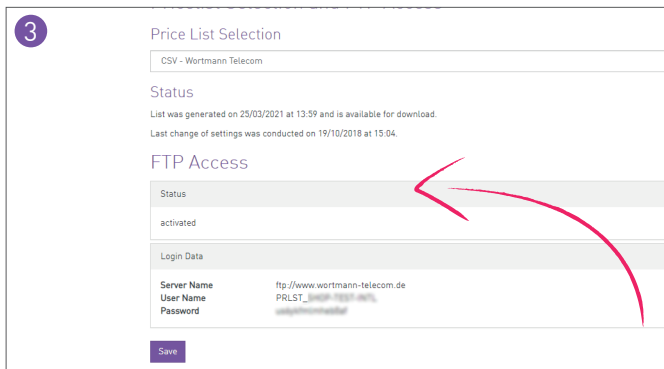 3
Price List Selection
CSV - Wortmann Telecom
Status
List was generated on 25/03/2021 at 13:59 and is available for download.
Last change of settings was conducted on 19/10/2018 at 15:04.
FTP Access
Status
activated
Login Data
Server Name ftp://www.wortmann-telecom.de
User Name PRLST_
Password
Save